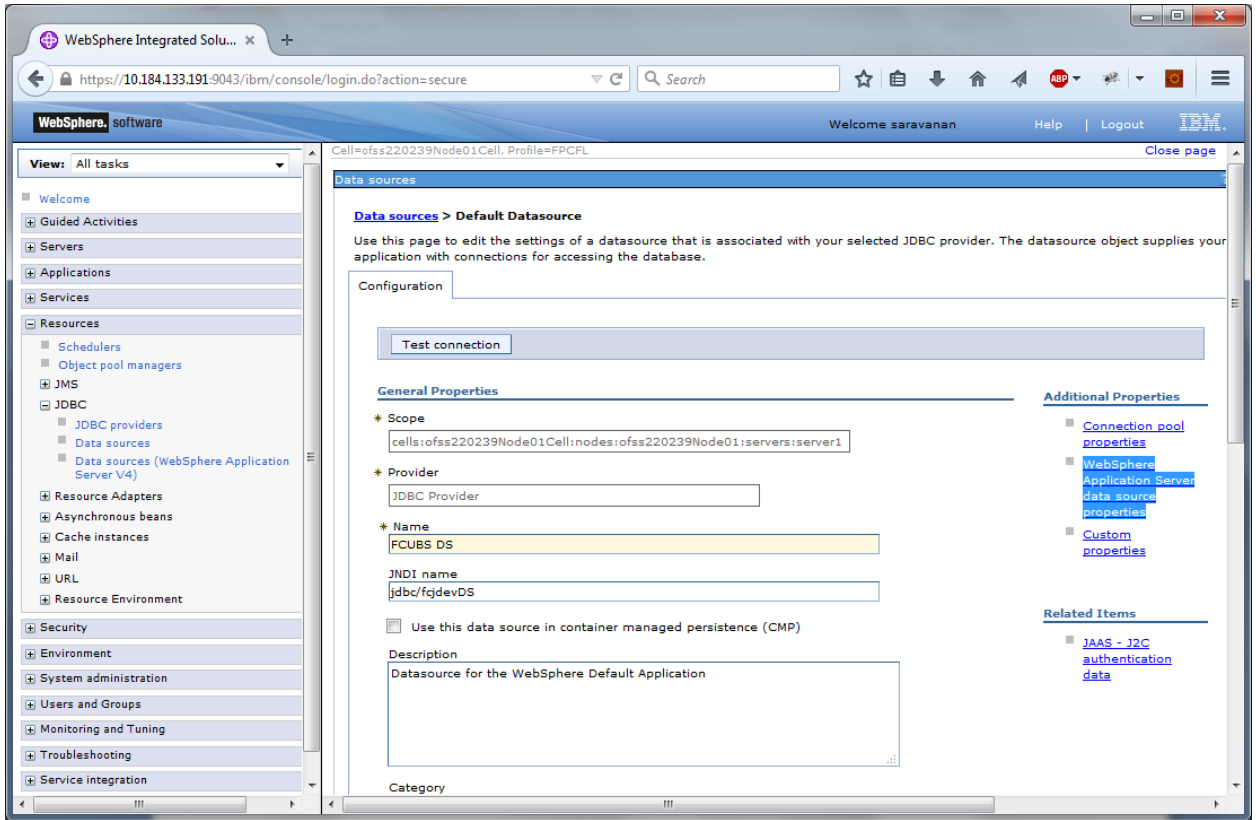 WebSphere Integrated Solu...
https://10.184.133.191:9043/ibm/console/login.do?action=secure
Search
ABP
WebSphere. software
Welcome saravanan
Help | Logout
IBM.
View: All tasks
Welcome
Guided Activities
Servers
Applications
Services
Resources
Schedulers
Object pool managers
JMS
JDBC
JDBC providers
Data sources
Data sources (WebSphere Application
Server V4)
Resource Adapters
Asynchronous beans
Cache instances
Mail
URL
Resource Environment
Security
Environment
System administration
Users and Groups
Monitoring and Tuning
Troubleshooting
Service integration
Cell=ofss220239Node01Cell, Profile=FPCFL
Close page
Data sources
?
Data sources > Default Datasource
Use this page to edit the settings of a datasource that is associated with your selected JDBC provider. The datasource object supplies your
application with connections for accessing the database.
Configuration
Test connection
General Properties
* Scope
cells:ofss220239Node01Cell:nodes:ofss220239Node01:servers:server1
* Provider
JDBC Provider
* Name
FCUBS DS
JNDI name
jdbc/fcjdevDS
Use this data source in container managed persistence (CMP)
Description
Datasource for the WebSphere Default Application
Category
Additional Properties
Connection pool
properties
WebSphere
Application Server
data source
properties
Custom
properties
Related Items
JAAS - J2C
authentication
data